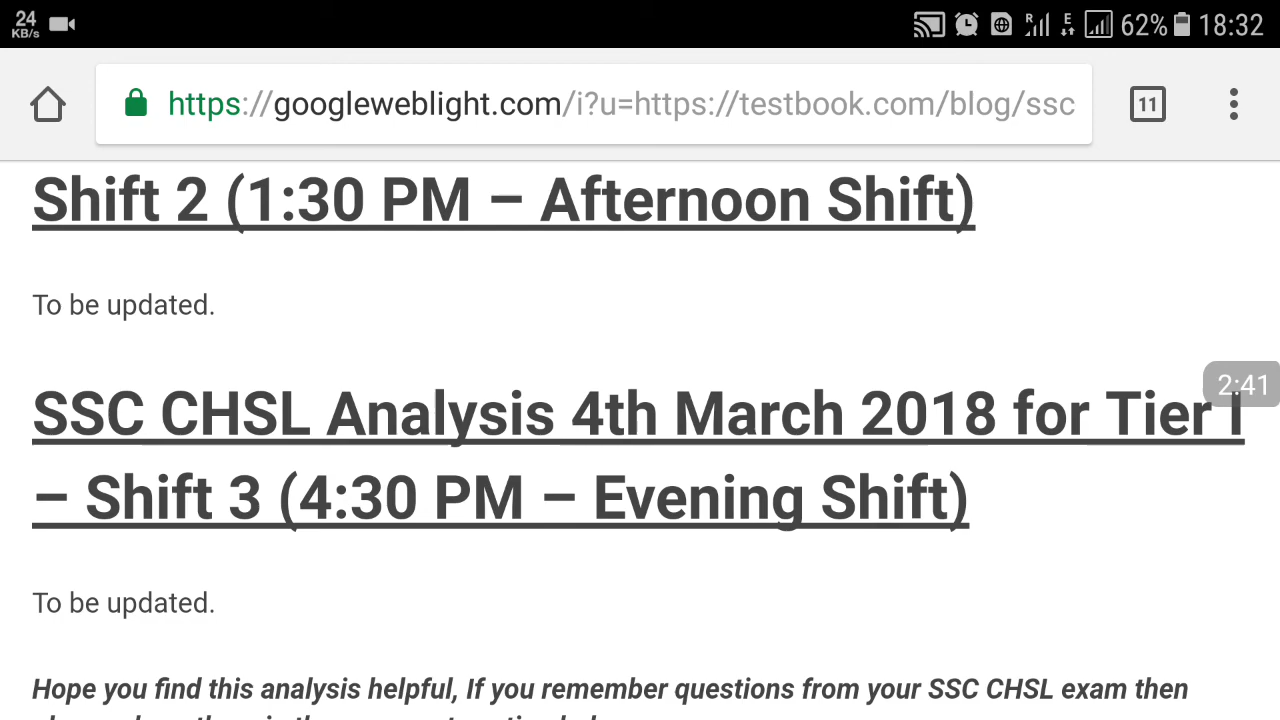 24
KB/s
R
E
62%
18:32
https://googleweblight.com/i?u=https://testbook.com/blog/ssc
11
Shift 2 (1:30 PM – Afternoon Shift)
To be updated.
2:41
SSC CHSL Analysis 4th March 2018 for Tier I
– Shift 3 (4:30 PM – Evening Shift)
To be updated.
Hope you find this analysis helpful, If you remember questions from your SSC CHSL exam then